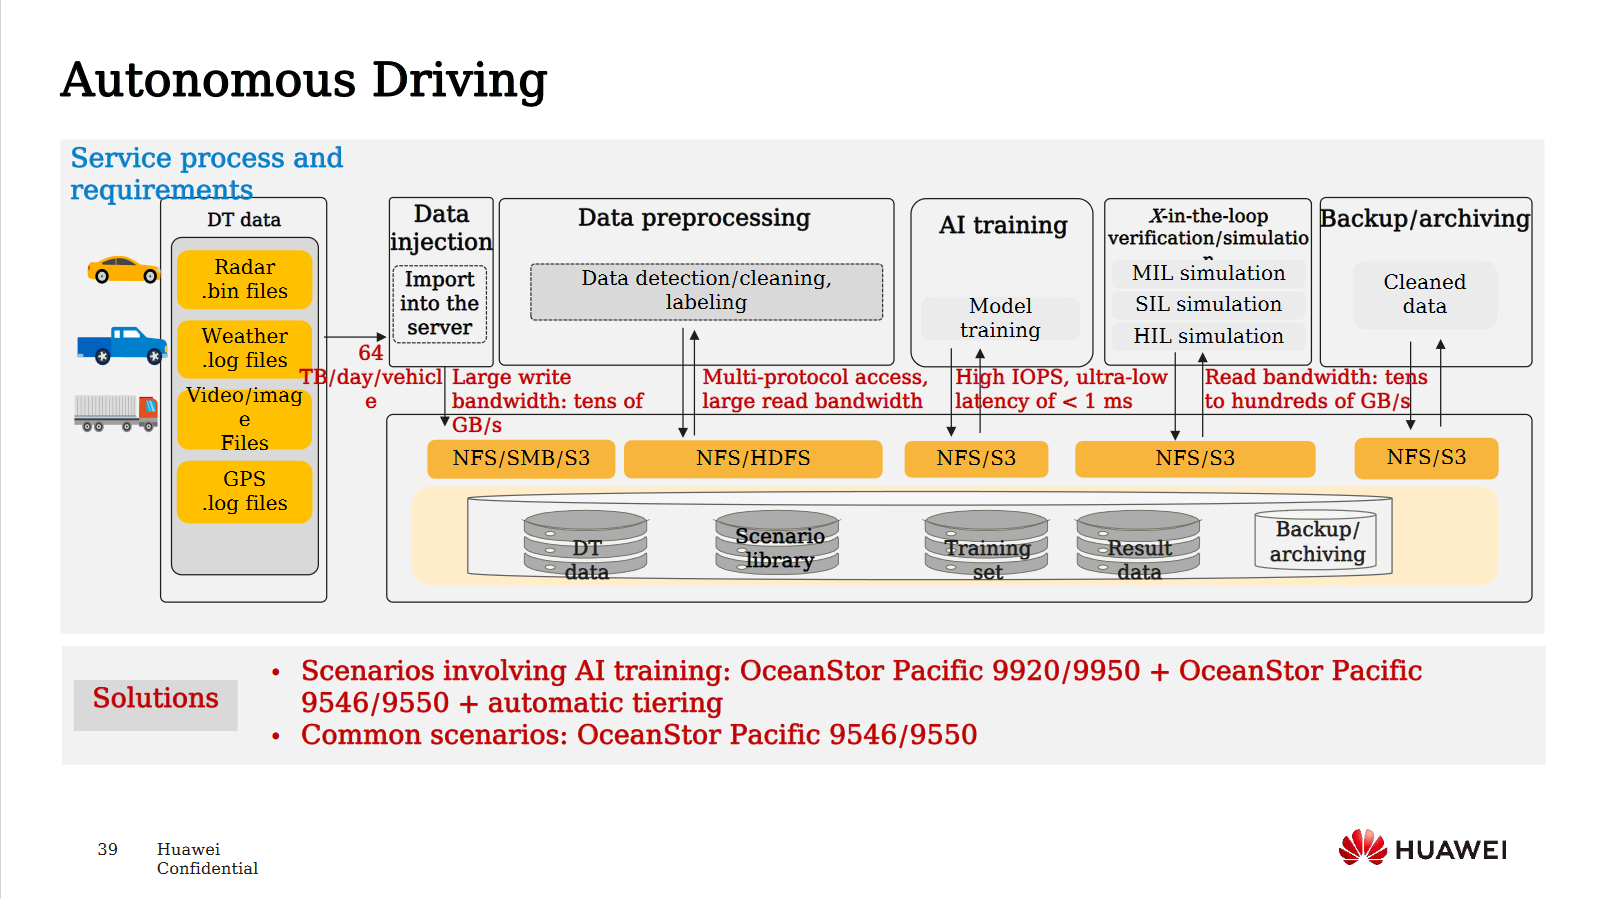 Autonomous Driving
Service process and
requirements
DT data
Radar
.bin files
Weather
.log files
Video/imag
e
Files
GPS
.log files
64
TB/day/vehicl
e
Data
injection
Import
into the
server
Large write
bandwidth: tens of
GB/s
Data preprocessing
Data detection/cleaning,
labeling
Multi-protocol access,
large read bandwidth
AI training
Model
training
High IOPS, ultra-low
latency of < 1 ms
X-in-the-loop
verification/simulatio
n
MIL simulation
SIL simulation
HIL simulation
Read bandwidth: tens
to hundreds of GB/s
Backup/archiving
Cleaned
data
NFS/SMB/S3
NFS/HDFS
NFS/S3
NFS/S3
NFS/S3
DT
data
Scenario
library
Training
set
Result
data
Backup/
archiving
Solutions
• Scenarios involving AI training: OceanStor Pacific 9920/9950 + OceanStor Pacific
9546/9550 + automatic tiering
• Common scenarios: OceanStor Pacific 9546/9550
39
Huawei
Confidential
HUAWEI